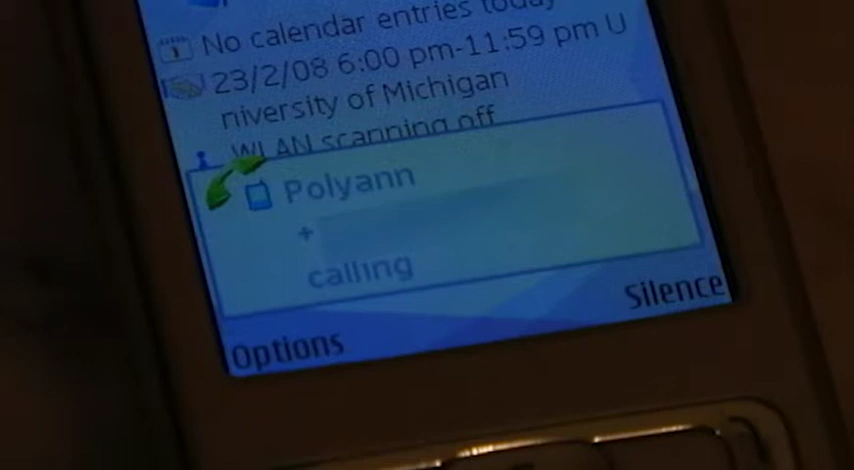 No calendar entries today
23/2/08 6:00 pm-11:59 pm U
niversity of Michigan
WLAN scanning off
Polyann
+
calling
Silence
Options